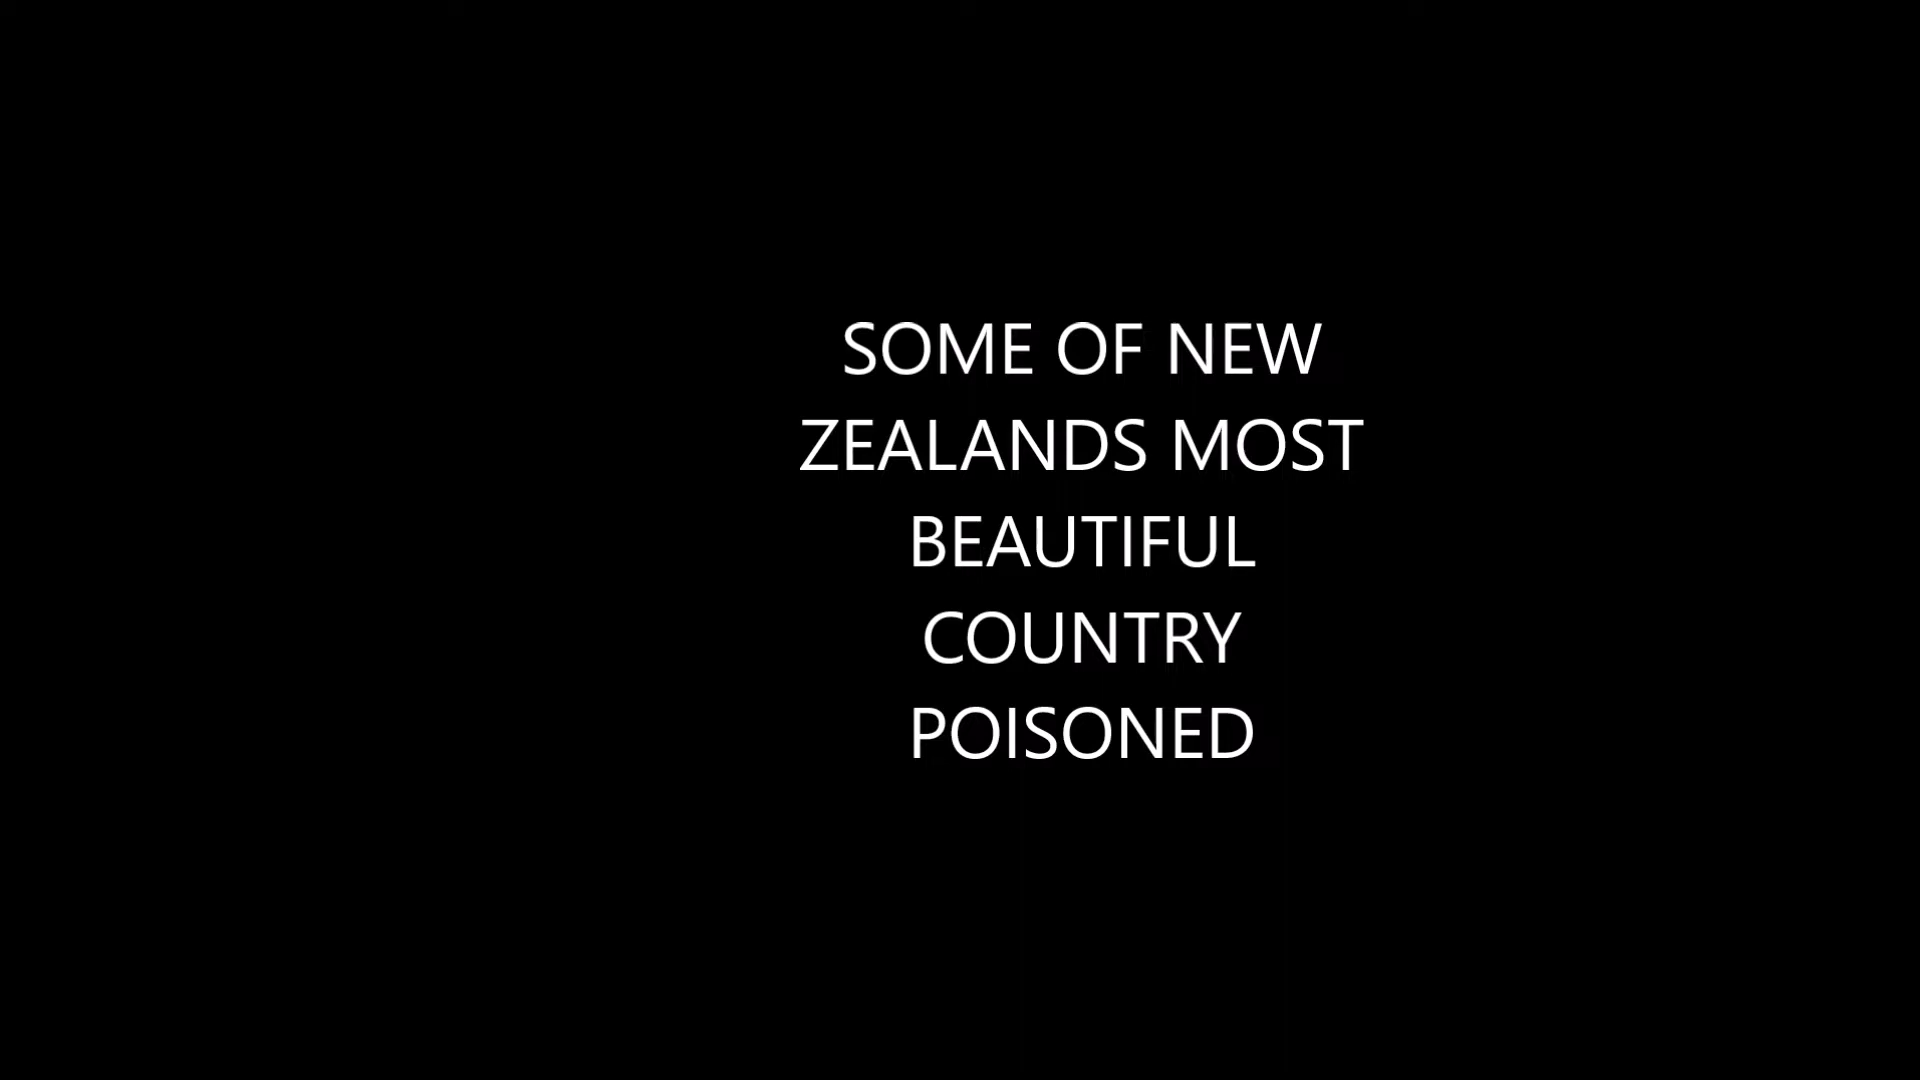 SOME OF NEW
ZEALANDS MOST
BEAUTIFUL
COUNTRY
POISONED